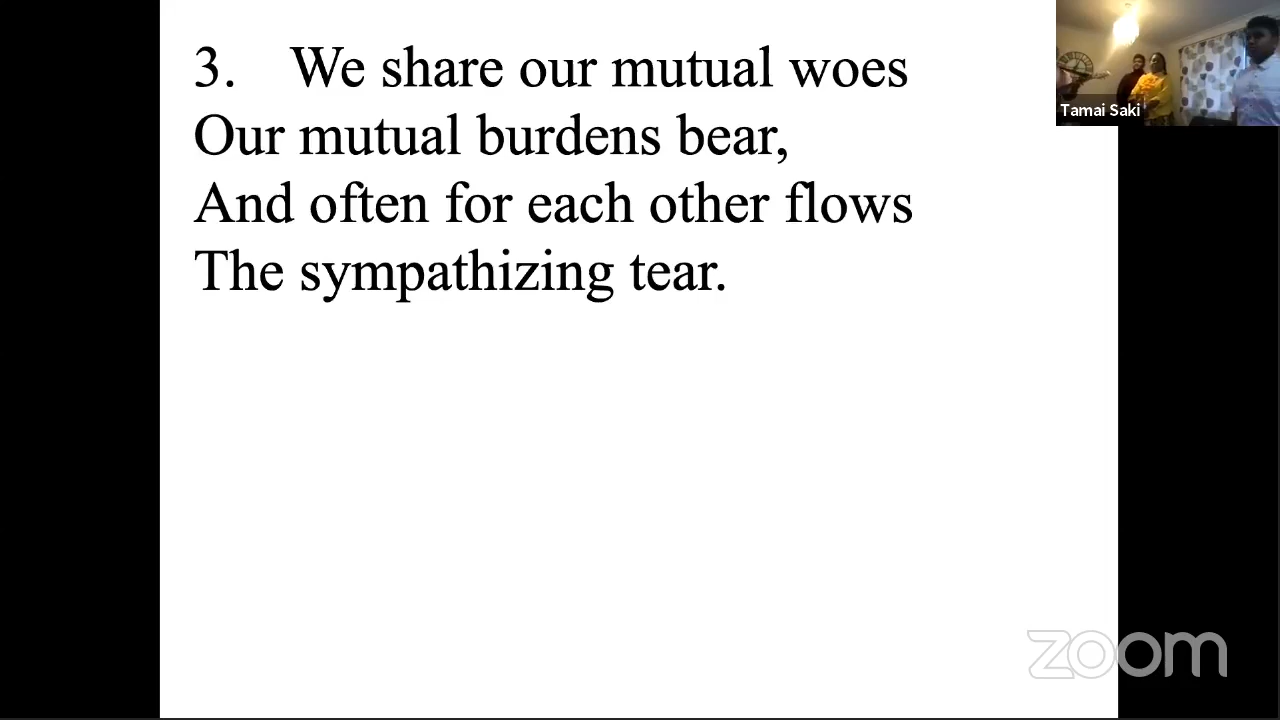 3. We share our mutual woes
Our mutual burdens bear,
And often for each other flows
The sympathizing tear.
Tamai Saki
zoom